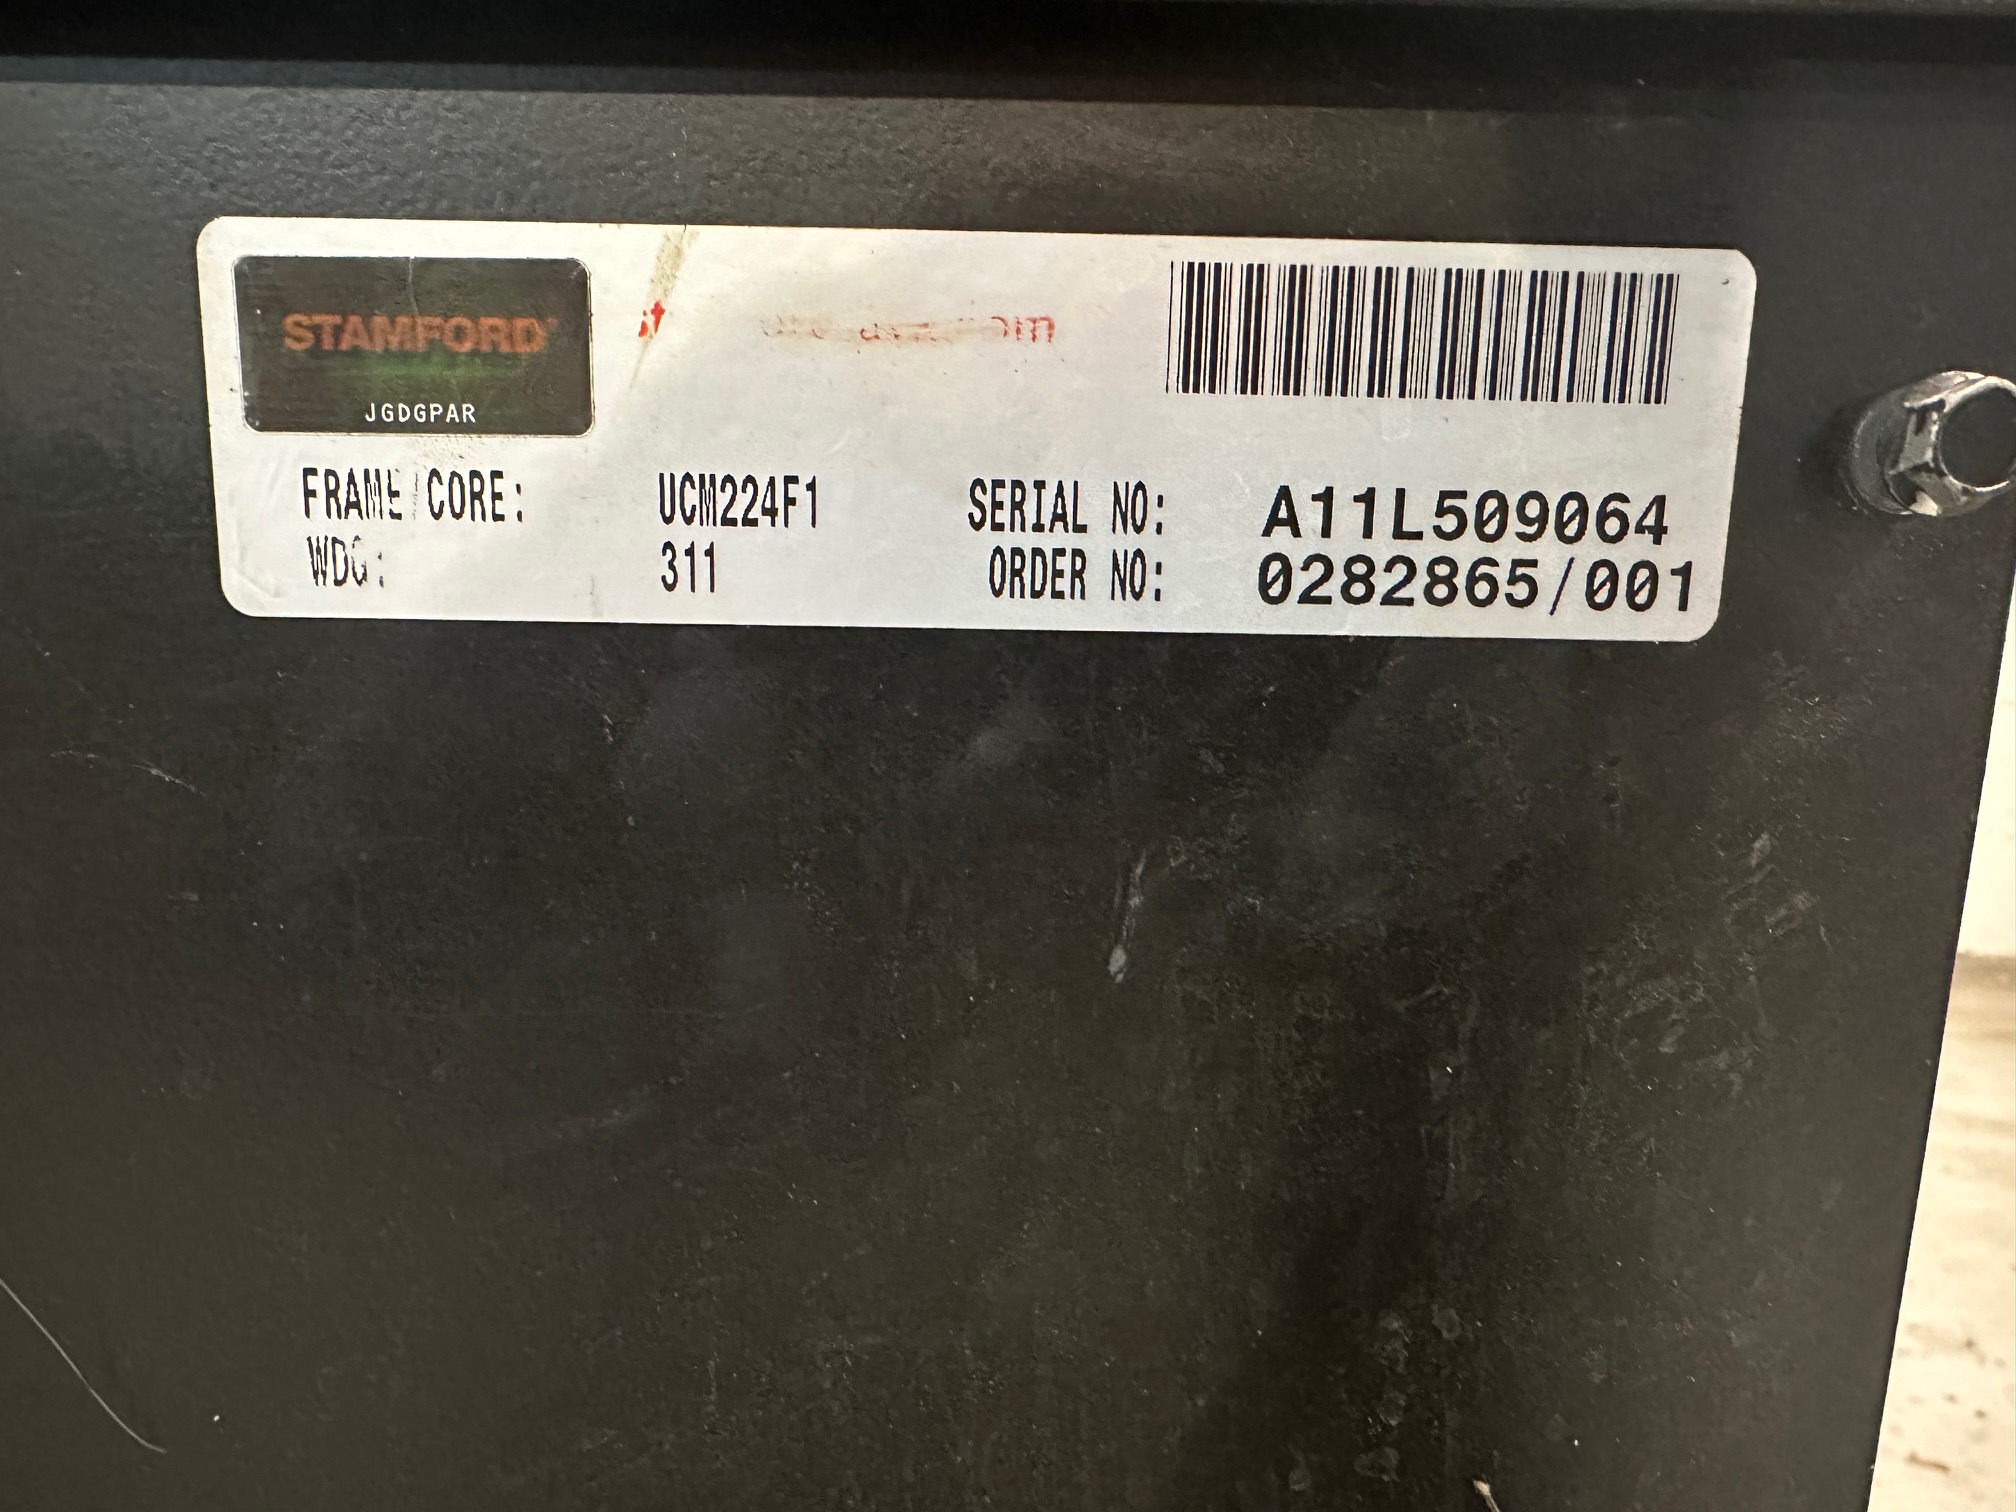 STAMFORD
JGDGPAR
FRAME/CORE: UCM224F1 SERIAL NO: A11L509064
WDG: 311 ORDER NO: 0282865/001